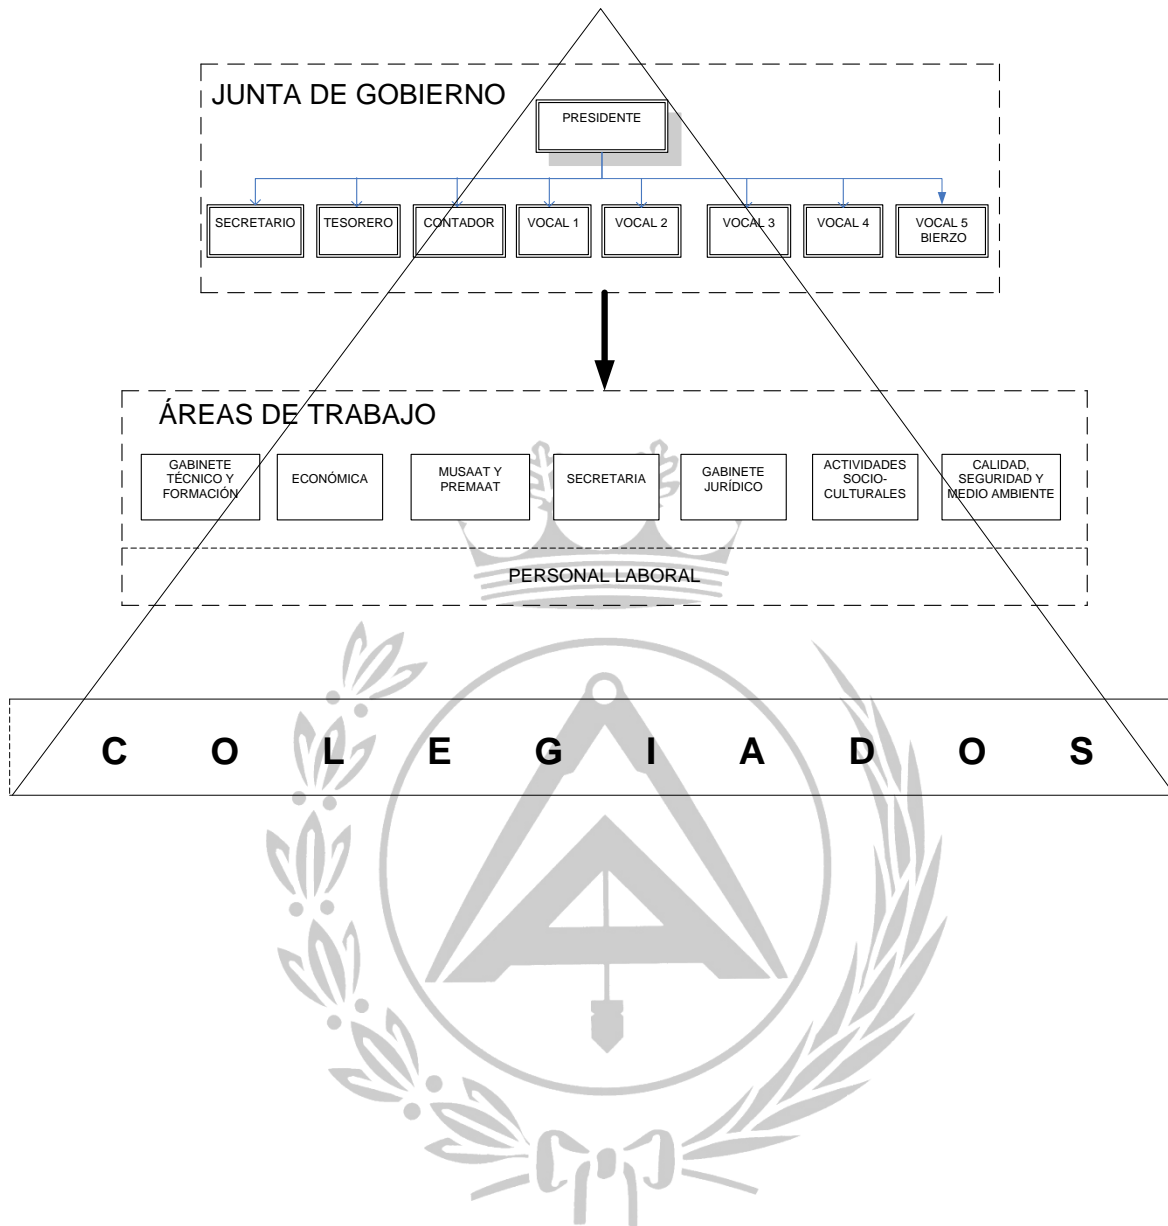 JUNTA DE GOBIERNO
PRESIDENTE
SECRETARIO
TESORERO
CONTADOR
VOCAL 1
VOCAL 2
VOCAL 3
VOCAL 4
VOCAL 5
BIERZO
ÁREAS DE TRABAJO
GABINETE
TÉCNICO Y
FORMACIÓN
ECONÓMICA
MUSAAT Y
PREMAAT
SECRETARIA
GABINETE
JURÍDICO
ACTIVIDADES
SOCIO-
CULTURALES
CALIDAD,
SEGURIDAD Y
MEDIO AMBIENTE
PERSONAL LABORAL
C O L E G I A D O S